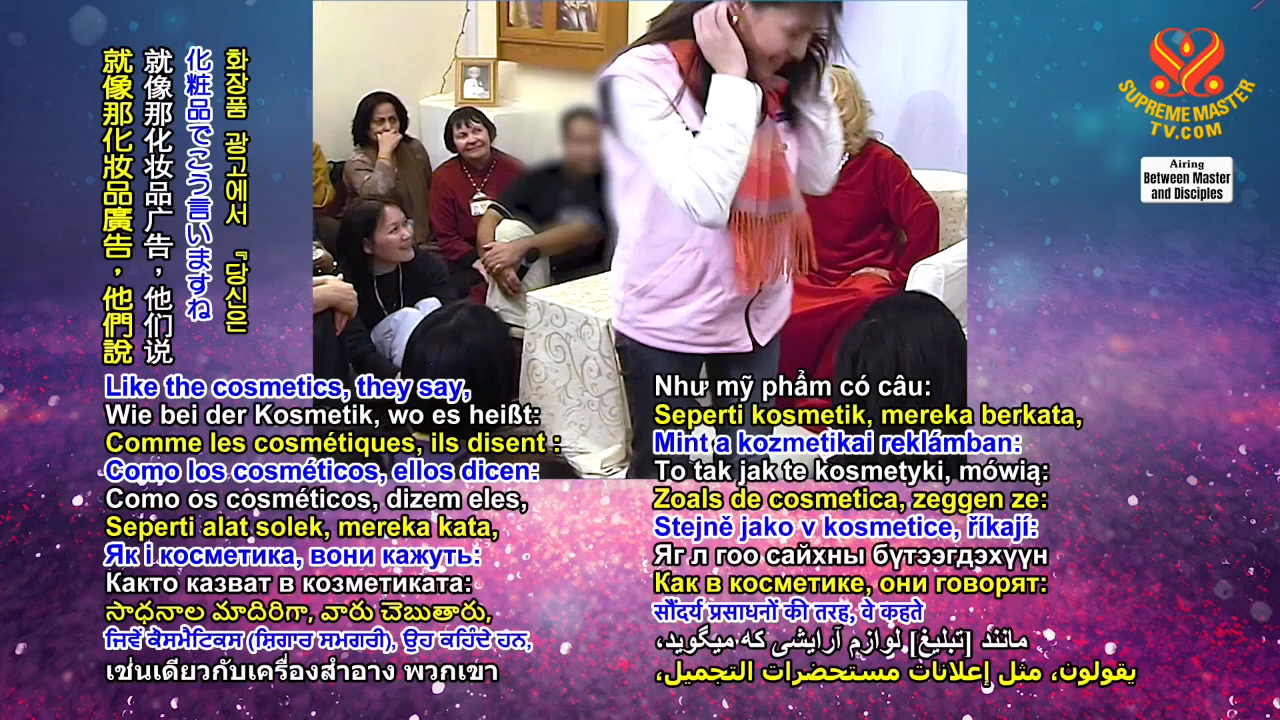 就像那化妝品廣告，他們說
就像那化妆品广告，他们说
化粧品でこう言いますね
화장품 광고에서 『당신은
SUPREME MASTER
TV.COM
Airing
Between Master
and Disciples
Like the cosmetics, they say,
Wie bei der Kosmetik, wo es heißt:
Comme les cosmétiques, ils disent :
Como los cosméticos, ellos dicen:
Como os cosméticos, dizem eles,
Seperti alat solek, mereka kata,
Як і косметика, вони кажуть:
Както казват в козметиката:
సాధనాల మాదిరిగా, వారు చెబుతారు,
ਜਿਵੇਂ ਕੌਸਮੈਟਿਕਸ (ਸ਼ਿਗਾਰ ਸਮਗਰੀ), ਉਹ ਕਹਿੰਦੇ ਹਨ,
เช่นเดียวกับเครื่องสำอาง พวกเขา
Như mỹ phẩm có câu:
Seperti kosmetik, mereka berkata,
Mint a kozmetikai reklámban:
To tak jak te kosmetyki, mówią:
Zoals de cosmetica, zeggen ze:
Stejně jako v kosmetice, říkají:
Яг л гоо сайхны бүтээгдэхүүн
Как в косметике, они говорят:
सौंदर्य प्रसाधनों की तरह, वे कहते
مانند [تبلیغ] لوازم آرایشی که میگوید،
يقولون، مثل إعلانات مستحضرات التجميل،